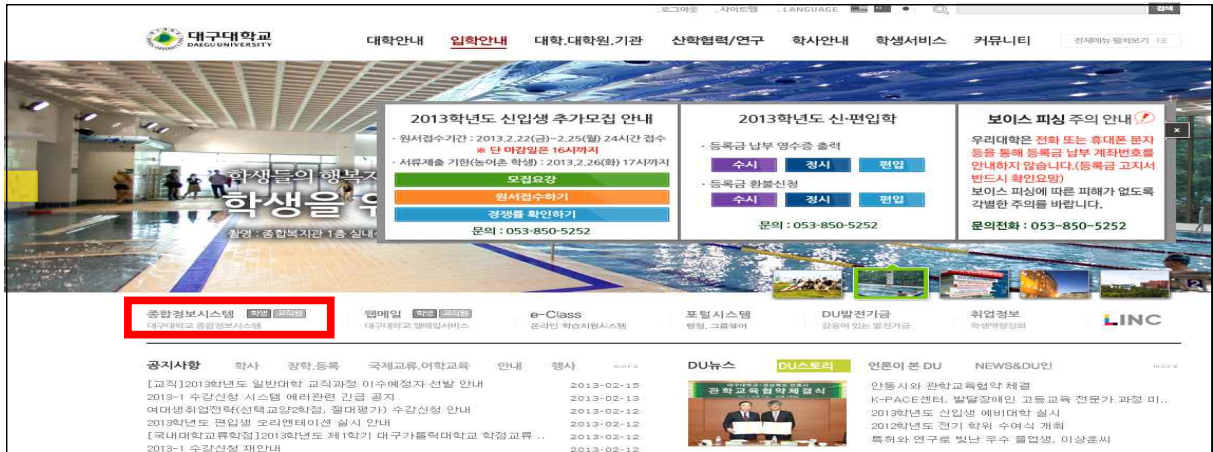 로그아웃 .사이트맵 .LANGUAGE
검색
대구대학교
DAEGU UNIVERSITY
대학안내 입학안내 대학.대학원.기관 산학협력/연구 학사안내 학생서비스 커뮤니티 전체메뉴 펼쳐보기
2013학년도 신입생 추가모집 안내
· 원서접수기간 : 2013.2.22(금)~2.25(월) 24시간 접수
※ 단 마감일은 16시까지
· 서류제출 기한(농어촌 학생) : 2013.2.26(화) 17시까지
모집요강
원서접수하기
경쟁률 확인하기
문의 : 053-850-5252
2013학년도 신·편입학
· 등록금 납부 영수증 출력
수시 정시 편입
· 등록금 환불신청
수시 정시 편입
문의 : 053-850-5252
보이스 피싱 주의 안내
우리대학은 전화 또는 휴대폰 문자
등을 통해 등록금 납부 계좌번호를
안내하지 않습니다.(등록금 고지서
반드시 확인요망)
보이스 피싱에 따른 피해가 없도록
각별한 주의를 바랍니다.
문의전화 : 053-850-5252
x
학생들의 행복지
학생을 위
촬영 : 종합복지관 1층 실내
종합정보시스템 학생 교직원
대구대학교 종합정보시스템
웹메일 학생 교직원
대구대학교 웹메일서비스
e-Class
온라인 학습지원시스템
포털시스템
행정, 그룹웨어
DU발전기금
감동이 있는 발전기금
취업정보
학생역량강화
LINC
공지사항 학사 장학.등록 국제교류.어학교육 안내 행사 more
[교직]2013학년도 일반대학 교직과정 이수예정자 선발 안내 2013-02-15
2013-1 수강신청 시스템 에러관련 긴급 공지 2013-02-13
여대생취업전략(선택교양2학점, 절대평가) 수강신청 안내 2013-02-12
2013학년도 편입생 오리엔테이션 실시 안내 2013-02-12
[국내대학교류학점]2013학년도 제1학기 대구가톨릭대학교 학점교류 .. 2013-02-12
2013-1 수강신청 재안내 2013-02-12
DU뉴스 DU스토리 언론이 본 DU NEWS&DU인 more
관학교육협약체결식
안동시와 관학교육협약 체결
K-PACE센터, 발달장애인 고등교육 전문가 과정 미..
2013학년도 신입생 예비대학 실시
2012학년도 전기 학위 수여식 개최
특허와 연구로 빛난 우수 졸업생, 이상훈씨